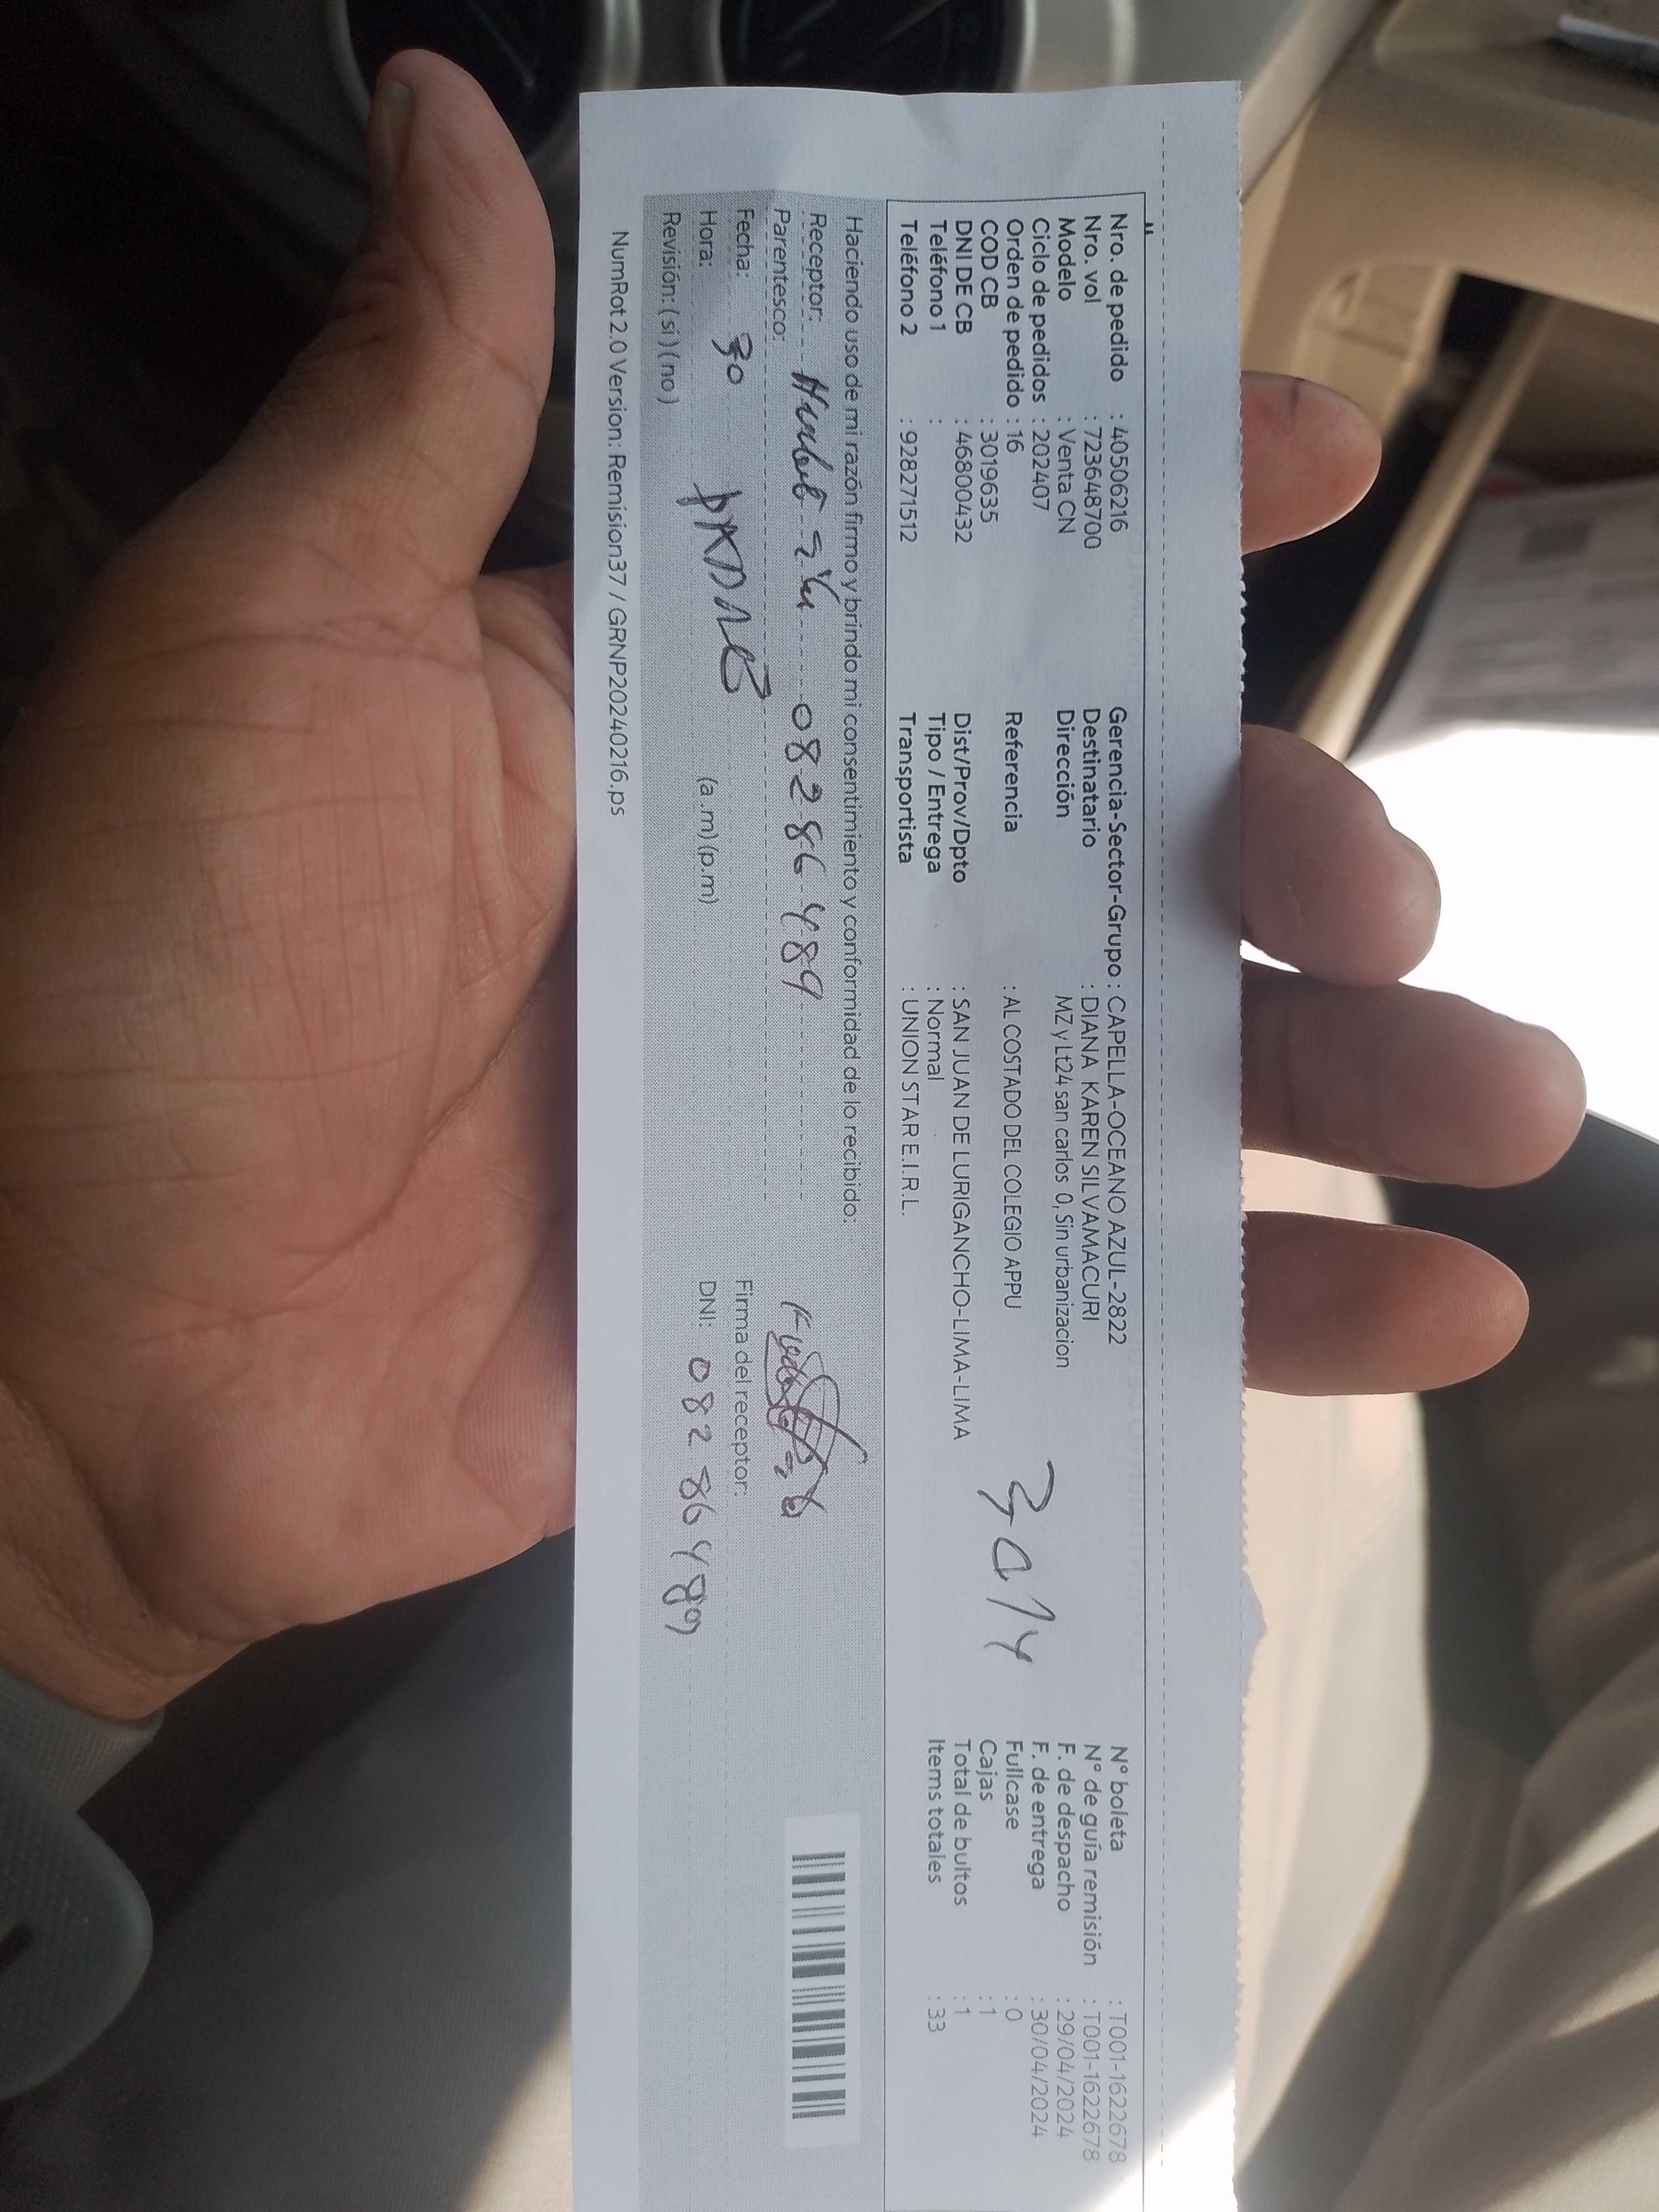 Nro. de pedido : 40506216
Nro. vol : 723648700
Modelo : Venta CN
Ciclo de pedidos : 202407
Orden de pedido : 16
COD CB : 3019635
DNI DE CB : 46800432
Teléfono 1 :
Teléfono 2 : 928271512
Gerencia-Sector-Grupo : CAPELLA-OCEANO AZUL-2822
Destinatario : DIANA KAREN SILVAMACURI
Dirección MZ y Lt24 san carlos 0, Sin urbanizacion
Referencia : AL COSTADO DEL COLEGIO APPU
Dist/Prov/Dpto : SAN JUAN DE LURIGANCHO-LIMA-LIMA
Tipo / Entrega : Normal
Transportista : UNION STAR E.I.R.L.
30/4
N° boleta : T001-1622678
N° de guía remisión : T001-1622678
F. de despacho : 29/04/2024
F. de entrega : 30/04/2024
Fullcase : 0
Cajas : 1
Total de bultos : 1
Items totales : 33
Haciendo uso de mi razón firmo y brindo mi consentimiento y conformidad de lo recibido:
Receptor: 08286489
Parentesco:
Fecha: 30
Hora: (a.m) (p.m)
Revisión: ( si ) ( no )
Firma del receptor:
DNI: 08286489
NumRot 2.0 Version: Remision37 / GRNP20240216.ps